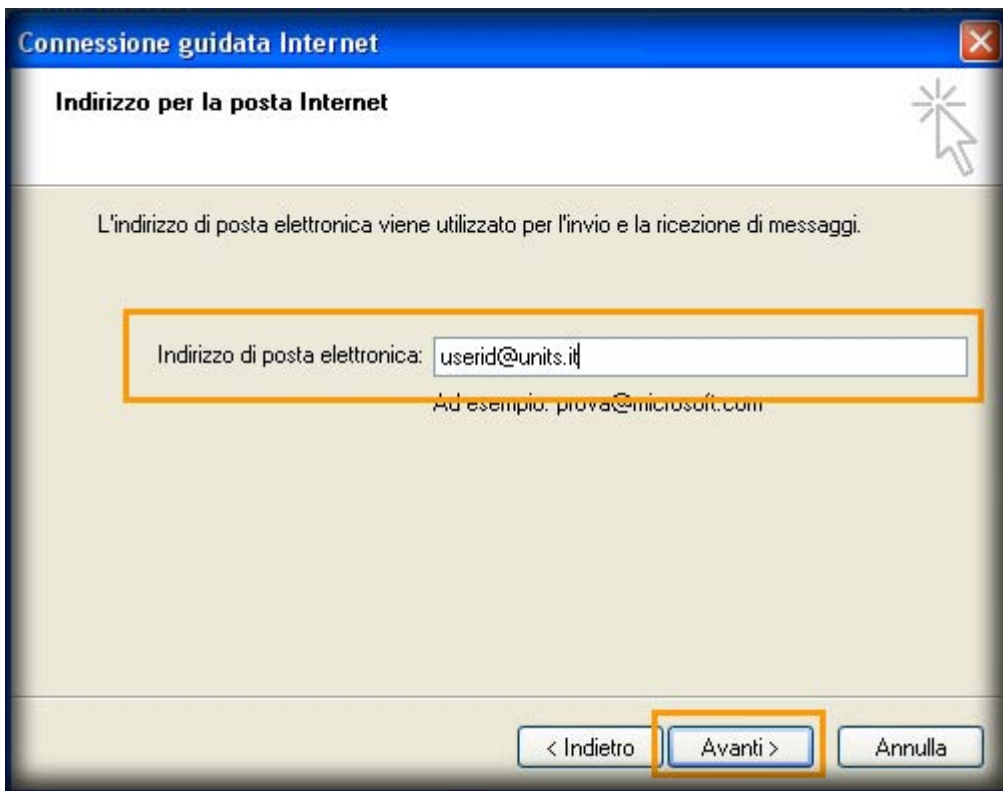 Connessione guidata Internet
Indirizzo per la posta Internet
L'indirizzo di posta elettronica viene utilizzato per l'invio e la ricezione di messaggi.
Indirizzo di posta elettronica: userid@units.it
Ad esempio: prova@microsoft.com
< Indietro Avanti > Annulla